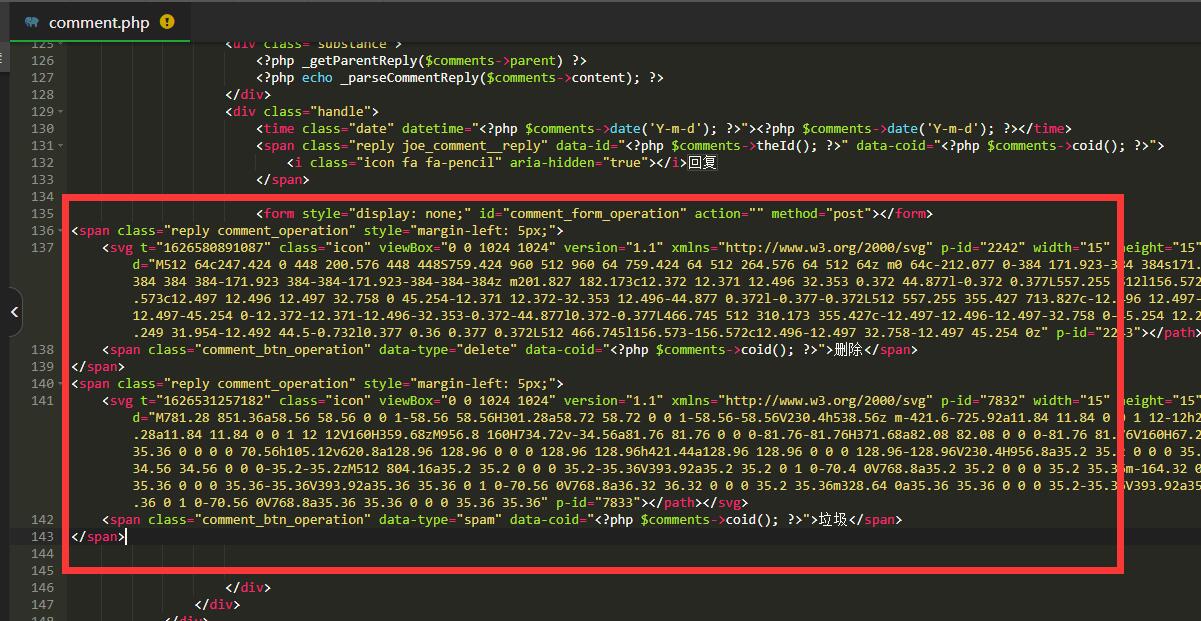 comment.php
125 <div class="substance">
126 <?php _getParentReply($comments->parent) ?>
127 <?php echo _parseCommentReply($comments->content); ?>
128 </div>
129 <div class="handle">
130 <time class="date" datetime="<?php $comments->date('Y-m-d'); ?>"><?php $comments->date('Y-m-d'); ?></time>
131 <span class="reply joe_comment__reply" data-id="<?php $comments->theId(); ?>" data-coid="<?php $comments->coid(); ?>">
132 <i class="icon fa fa-pencil" aria-hidden="true"></i>回复
133 </span>
134
135 <form style="display: none;" id="comment_form_operation" action="" method="post"></form>
136 <span class="reply comment_operation" style="margin-left: 5px;">
137 <svg t="1626580891087" class="icon" viewBox="0 0 1024 1024" version="1.1" xmlns="http://www.w3.org/2000/svg" p-id="2242" width="15" height="15"
d="M512 64c247.424 0 448 200.576 448 448S759.424 960 512 960 64 759.424 64 512 264.576 64 512 64z m0 64c-212.077 0-384 171.923-384 384s171.
384 384 384-171.923 384-384-171.923-384-384-384z m201.827 182.173c12.372 12.371 12.496 32.353 0.372 44.877l-0.372 0.377L557.255 512l156.572
.573c12.497 12.496 12.497 32.758 0 45.254-12.371 12.372-32.353 12.496-44.877 0.372l-0.377-0.372L512 557.255 355.427 713.827c-12.496 12.497-
12.497-45.254 0-12.372-12.371-12.496-32.353-0.372-44.877l0.372-0.377L466.745 512 310.173 355.427c-12.497-12.496-12.497-32.758 0-45.254 12.2
.249 31.954-12.492 44.5-0.732l0.377 0.36 0.377 0.372L512 466.745l156.573-156.572c12.496-12.497 32.758-12.497 45.254 0z" p-id="2243"></path>
138 <span class="comment_btn_operation" data-type="delete" data-coid="<?php $comments->coid(); ?>">删除</span>
139 </span>
140 <span class="reply comment_operation" style="margin-left: 5px;">
141 <svg t="1626531257182" class="icon" viewBox="0 0 1024 1024" version="1.1" xmlns="http://www.w3.org/2000/svg" p-id="7832" width="15" height="15"
d="M781.28 851.36a58.56 58.56 0 0 1-58.56 58.56H301.28a58.72 58.72 0 0 1-58.56-58.56V230.4h538.56z m-421.6-725.92a11.84 11.84 0 0 1 12-12h2
.28a11.84 11.84 0 0 1 12 12V160H359.68zM956.8 160H734.72v-34.56a81.76 81.76 0 0 0-81.76-81.76H371.68a82.08 82.08 0 0 0-81.76 81.76V160H67.2
35.36 0 0 0 0 70.56h105.12v620.8a128.96 128.96 0 0 0 128.96 128.96h421.44a128.96 128.96 0 0 0 128.96-128.96V230.4H956.8a35.2 35.2 0 0 0 35.
34.56 34.56 0 0 0-35.2-35.2zM512 804.16a35.2 35.2 0 0 0 35.2-35.36V393.92a35.2 35.2 0 1 0-70.4 0V768.8a35.2 35.2 0 0 0 35.2 35.36m-164.32 0
35.36 0 0 0 35.36-35.36V393.92a35.36 35.36 0 1 0-70.56 0V768.8a36.32 36.32 0 0 0 35.2 35.36m328.64 0a35.36 35.36 0 0 0 35.2-35.36V393.92a35
.36 0 1 0-70.56 0V768.8a35.36 35.36 0 0 0 35.36 35.36" p-id="7833"></path></svg>
142 <span class="comment_btn_operation" data-type="spam" data-coid="<?php $comments->coid(); ?>">垃圾</span>
143 </span>
144
145
146 </div>
147 </div>
148 </div>